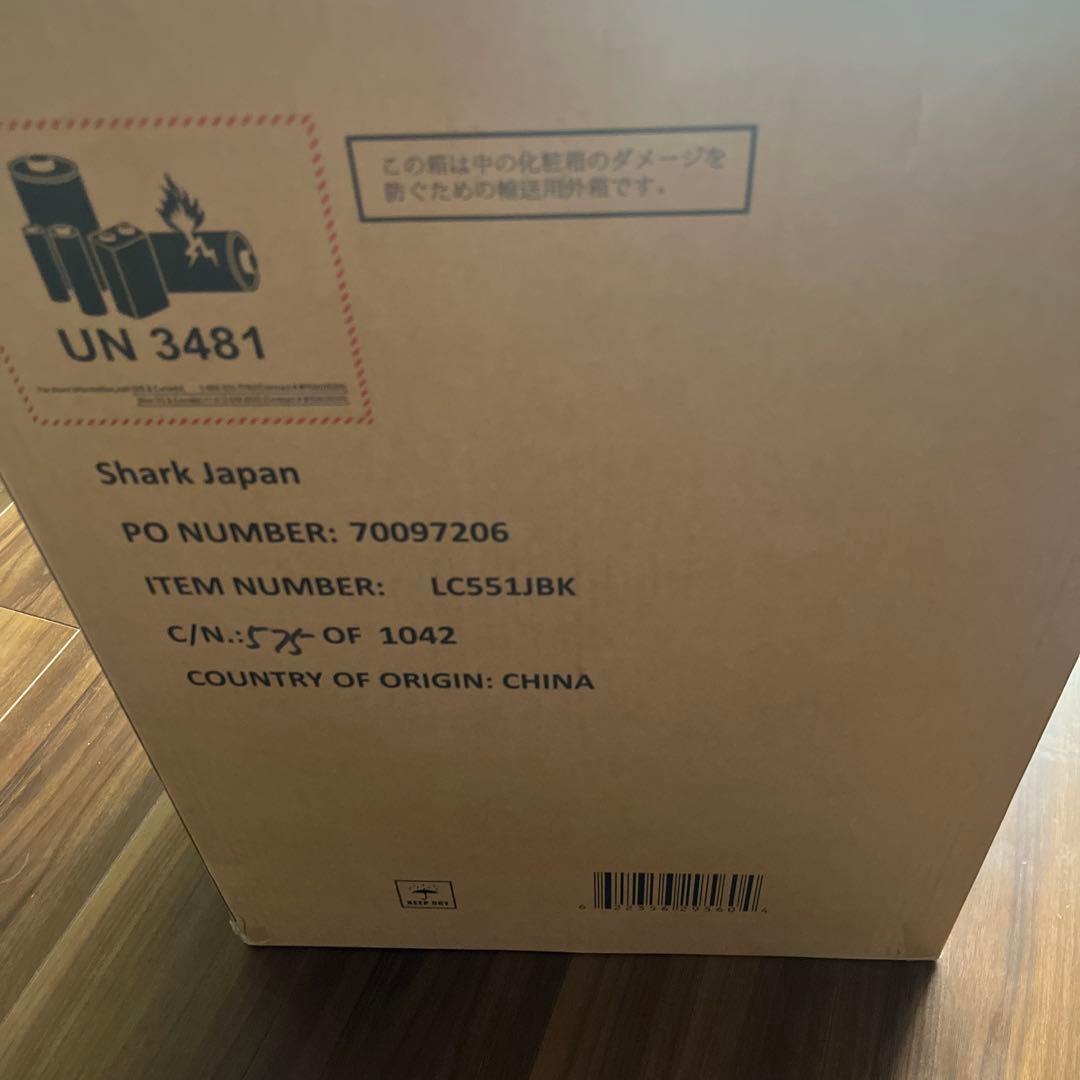 この箱は中の化粧箱のダメージを
防ぐための輸送用外箱です。
UN 3481
Shark Japan
PO NUMBER: 70097206
ITEM NUMBER: LC551JBK
C/N.:575 OF 1042
COUNTRY OF ORIGIN: CHINA
KEEP DRY